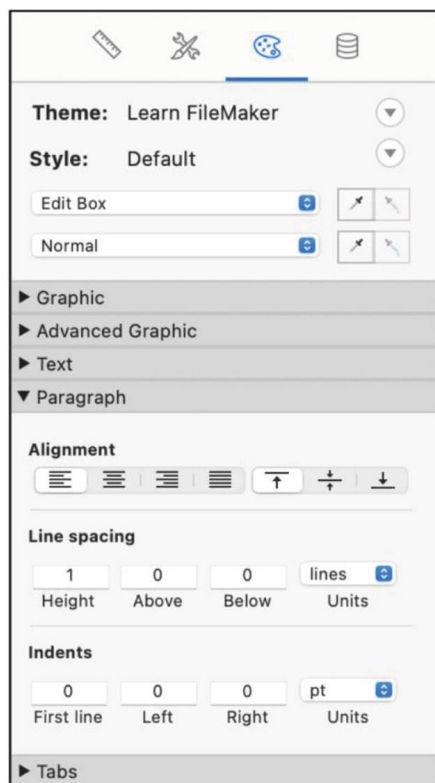 Theme: Learn FileMaker
Style: Default
Edit Box
Normal
Graphic
Advanced Graphic
Text
Paragraph
Alignment
Line spacing
1 0 0 lines
Height Above Below Units
Indents
0 0 0 pt
First line Left Right Units
Tabs